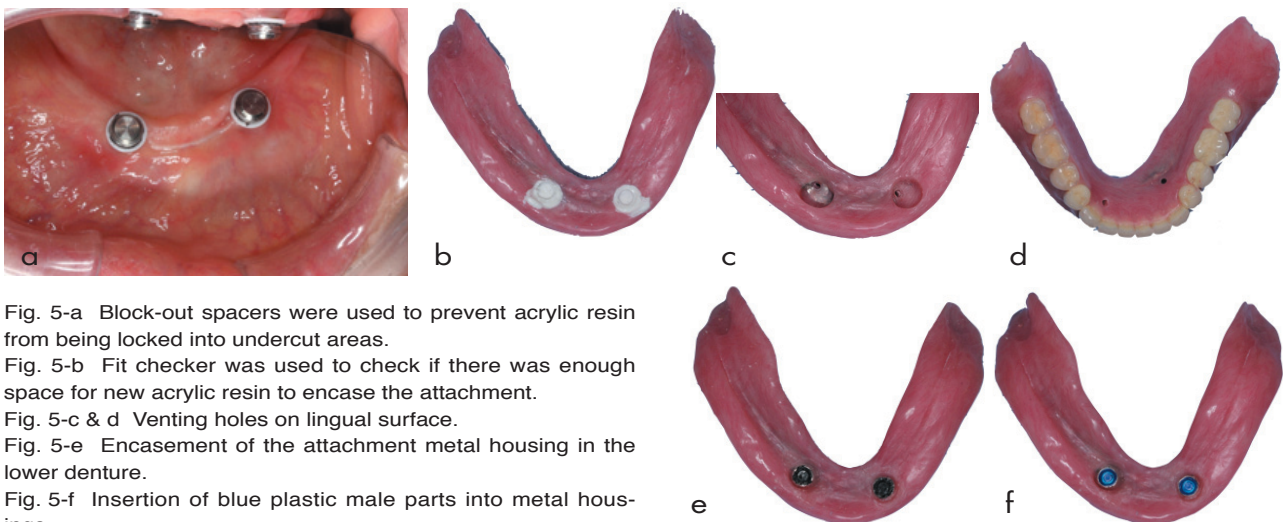 a
b
c
d
Fig. 5-a Block-out spacers were used to prevent acrylic resin
from being locked into undercut areas.
Fig. 5-b Fit checker was used to check if there was enough
space for new acrylic resin to encase the attachment.
Fig. 5-c & d Venting holes on lingual surface.
Fig. 5-e Encasement of the attachment metal housing in the
lower denture.
Fig. 5-f Insertion of blue plastic male parts into metal hous-
e
f